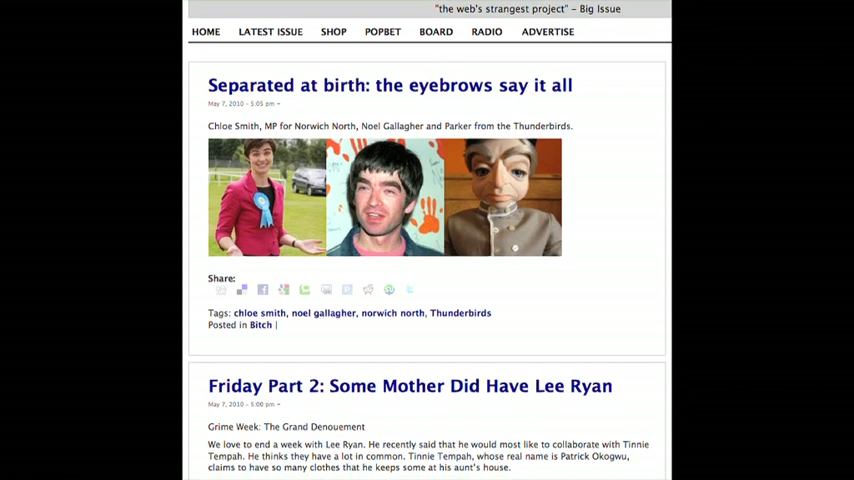 "the web's strangest project" - Big Issue
HOME LATEST ISSUE SHOP POPBET BOARD RADIO ADVERTISE
Separated at birth: the eyebrows say it all
May 7, 2010 - 5:05 pm -
Chloe Smith, MP for Norwich North, Noel Gallagher and Parker from the Thunderbirds.
Share:
Tags: chloe smith, noel gallagher, norwich north, Thunderbirds
Posted in Bitch |
Friday Part 2: Some Mother Did Have Lee Ryan
May 7, 2010 - 5:00 pm -
Grime Week: The Grand Denouement
We love to end a week with Lee Ryan. He recently said that he would most like to collaborate with Tinnie
Tempah. He thinks they have a lot in common. Tinnie Tempah, whose real name is Patrick Okogwu,
claims to have so many clothes that he keeps some at his aunt's house.